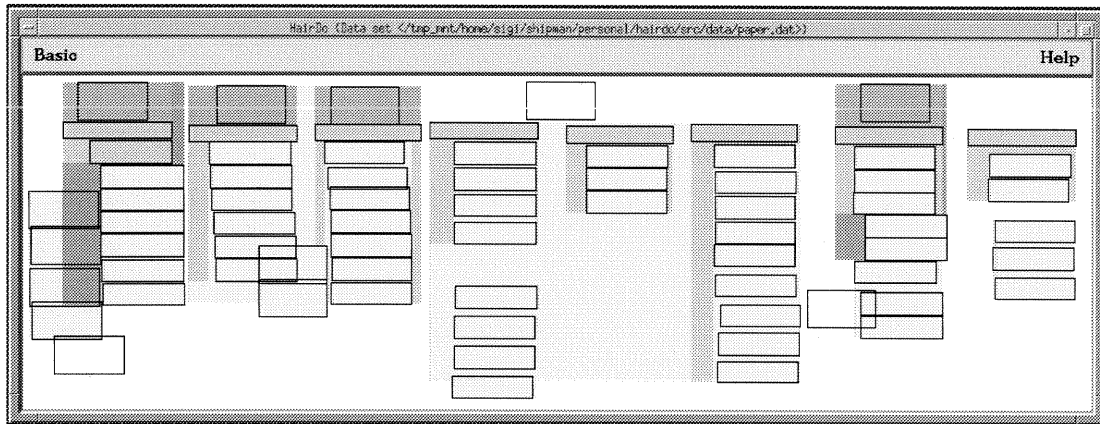 HairDo (Data set </tmp_mnt/home/sigi/shipman/personal/hairdo/src/data/paper.dat>)
Basic
Help